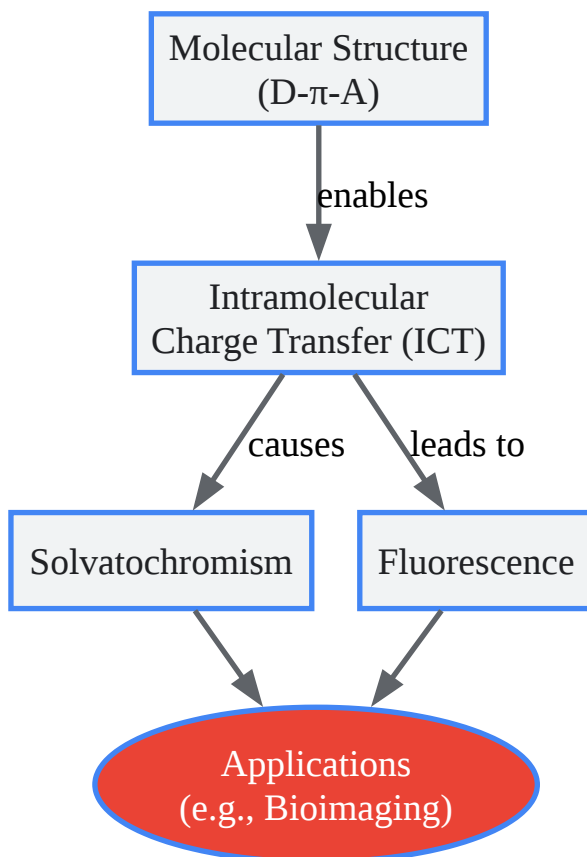 Molecular Structure
(D-π-A)
enables
Intramolecular
Charge Transfer (ICT)
causes
leads to
Solvatochromism
Fluorescence
Applications
(e.g., Bioimaging)